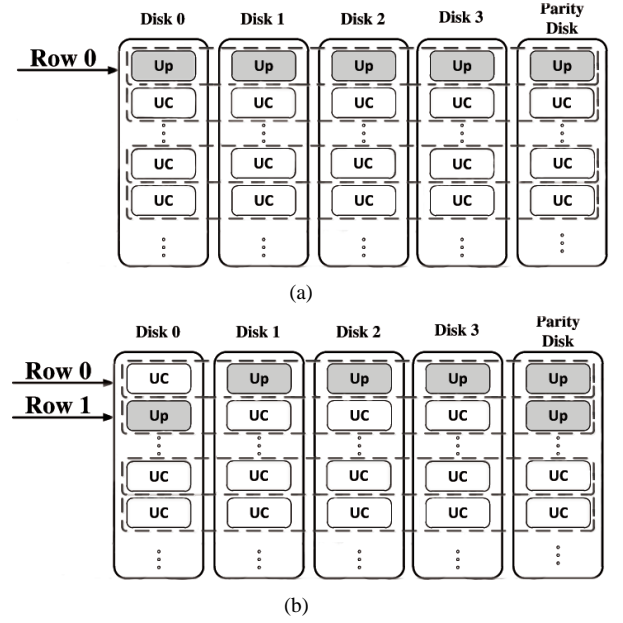 Disk 0 Disk 1 Disk 2 Disk 3 Parity Disk
Row 0 Up Up Up Up Up
UC UC UC UC UC
UC UC UC UC UC
UC UC UC UC UC
(a)
Disk 0 Disk 1 Disk 2 Disk 3 Parity Disk
Row 0 UC Up Up Up Up
Row 1 Up UC UC UC Up
UC UC UC UC UC
UC UC UC UC UC
(b)